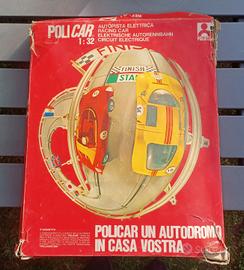 POLICAR
1:32
AUTOPISTA ELETTRICA
RACING CAR
ELEKTRISCHE AUTORENNBAHN
CIRCUIT ELECTRIQUE
FINISH
FINISH
STA
POLICAR UN AUTODROMO
IN CASA VOSTRA